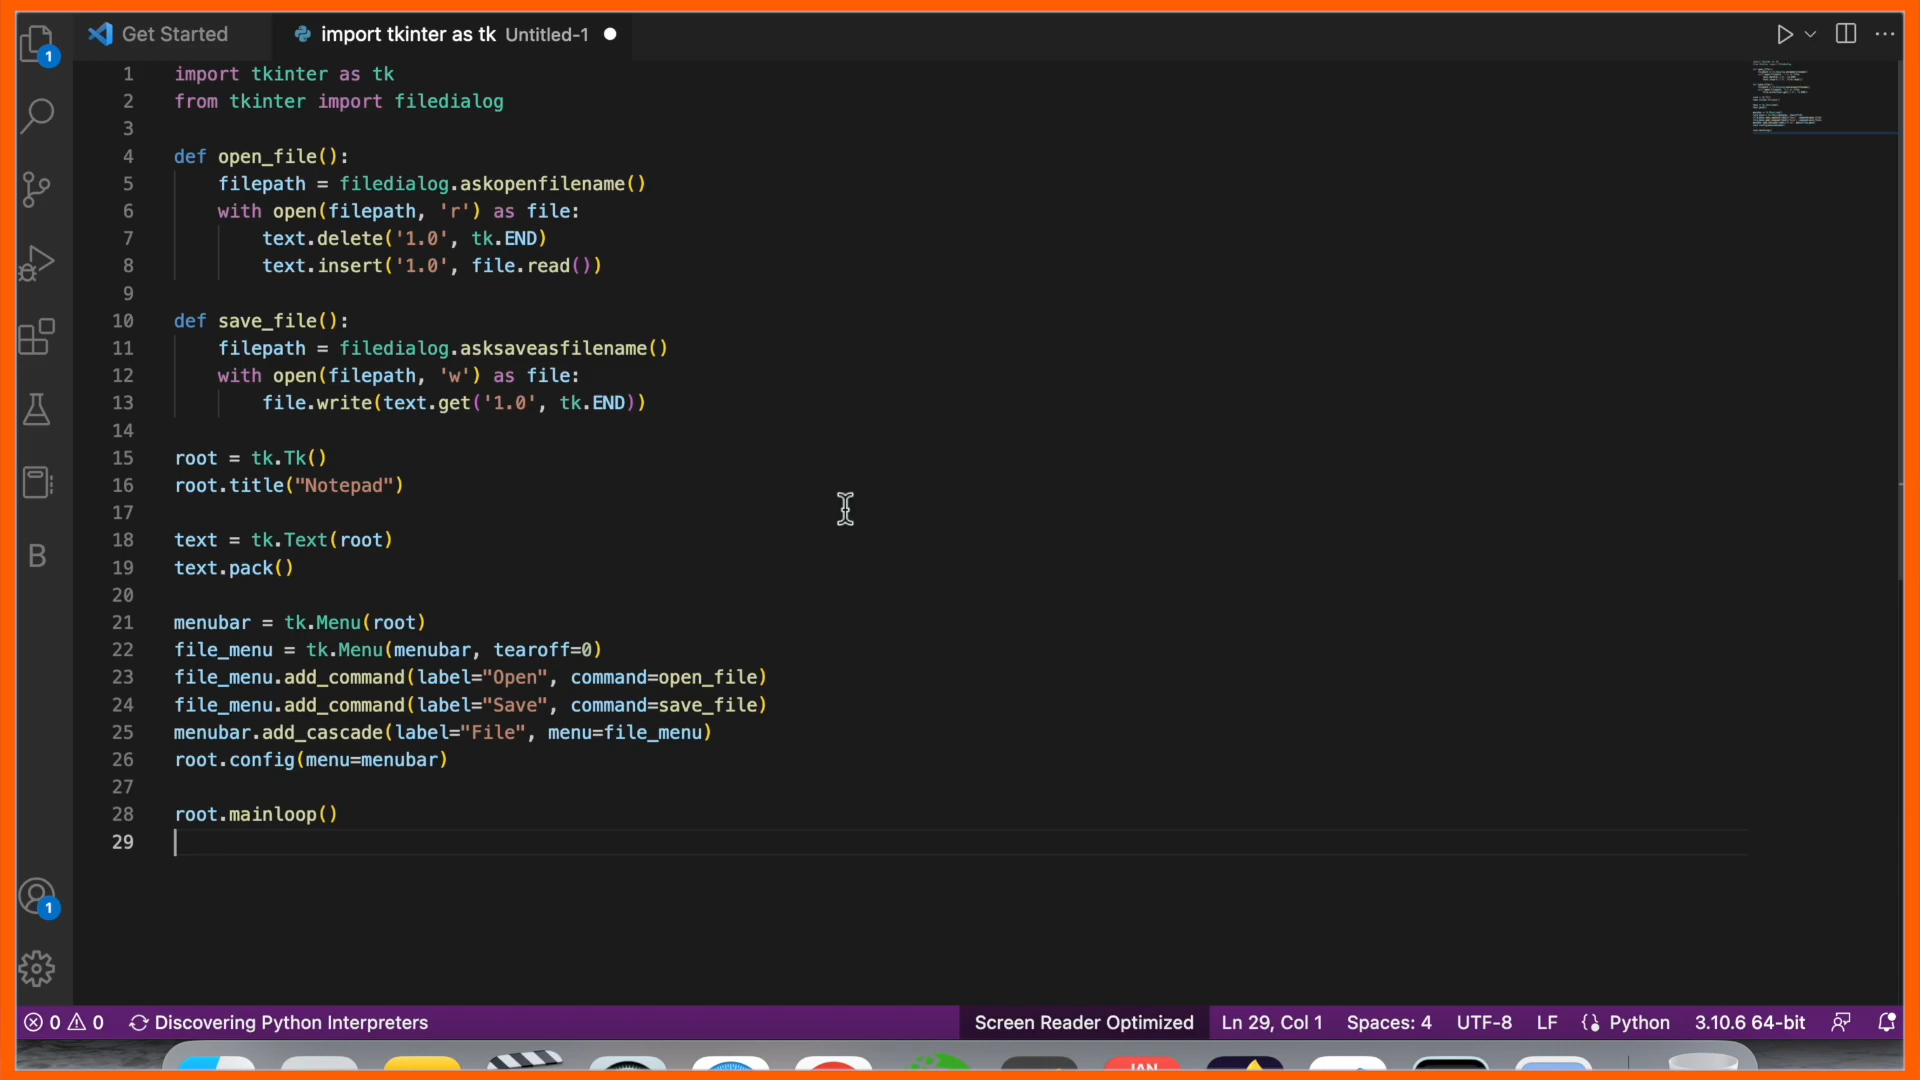 Get Started
import tkinter as tk Untitled-1
1
1 import tkinter as tk
2 from tkinter import filedialog
3
4 def open_file():
5     filepath = filedialog.askopenfilename()
6     with open(filepath, 'r') as file:
7         text.delete('1.0', tk.END)
8         text.insert('1.0', file.read())
9
10 def save_file():
11     filepath = filedialog.asksaveasfilename()
12     with open(filepath, 'w') as file:
13         file.write(text.get('1.0', tk.END))
14
15 root = tk.Tk()
16 root.title("Notepad")
17
18 text = tk.Text(root)
19 text.pack()
20
21 menubar = tk.Menu(root)
22 file_menu = tk.Menu(menubar, tearoff=0)
23 file_menu.add_command(label="Open", command=open_file)
24 file_menu.add_command(label="Save", command=save_file)
25 menubar.add_cascade(label="File", menu=file_menu)
26 root.config(menu=menubar)
27
28 root.mainloop()
29
B
1
0 0 Discovering Python Interpreters Screen Reader Optimized Ln 29, Col 1 Spaces: 4 UTF-8 LF {} Python 3.10.6 64-bit
JAN